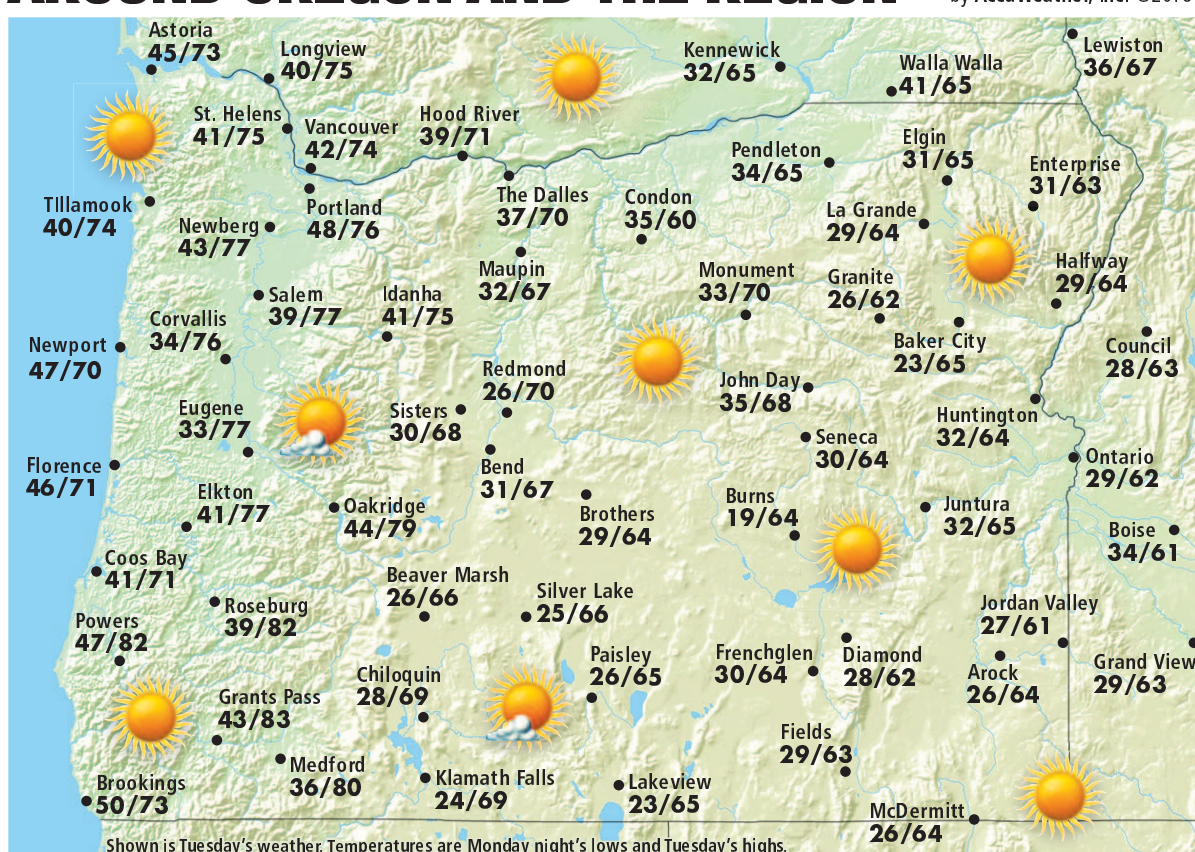 AROUND OREGON AND THE REGION
by AccuWeather, Inc.
Astoria
45/73
Longview
40/75
Kennewick
32/65
Walla Walla
41/65
Lewiston
36/67
St. Helens
41/75
Vancouver
42/74
Hood River
39/71
Pendleton
34/65
Elgin
31/65
Enterprise
31/63
TIllamook
40/74
Newberg
43/77
Portland
48/76
The Dalles
37/70
Condon
35/60
La Grande
29/64
Maupin
32/67
Monument
33/70
Granite
26/62
Halfway
29/64
Salem
39/77
Idanha
41/75
Corvallis
34/76
Newport
47/70
Baker City
23/65
Council
28/63
Redmond
26/70
John Day
35/68
Eugene
33/77
Sisters
30/68
Huntington
32/64
Seneca
30/64
Florence
46/71
Bend
31/67
Ontario
29/62
Elkton
41/77
Oakridge
44/79
Brothers
29/64
Burns
19/64
Juntura
32/65
Boise
34/61
Coos Bay
41/71
Beaver Marsh
26/66
Silver Lake
25/66
Roseburg
39/82
Powers
47/82
Jordan Valley
27/61
Paisley
26/65
Frenchglen
30/64
Diamond
28/62
Arock
26/64
Grand View
29/63
Chiloquin
28/69
Grants Pass
43/83
Fields
29/63
Medford
36/80
Klamath Falls
24/69
Lakeview
23/65
Brookings
50/73
McDermitt
26/64
Shown is Tuesday's weather. Temperatures are Monday night's lows and Tuesday's highs.